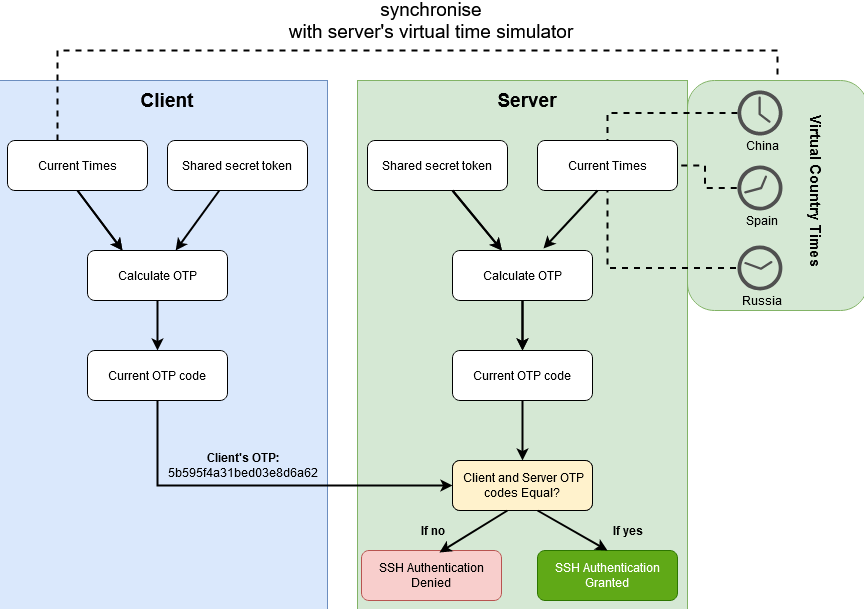 synchronise
with server's virtual time simulator
Client
Server
Current Times
Shared secret token
Shared secret token
Current Times
China
Spain
Russia
Virtual Country Times
Calculate OTP
Calculate OTP
Current OTP code
Current OTP code
Client's OTP:
5b595f4a31bed03e8d6a62
Client and Server OTP
codes Equal?
If no
If yes
SSH Authentication
Denied
SSH Authentication
Granted